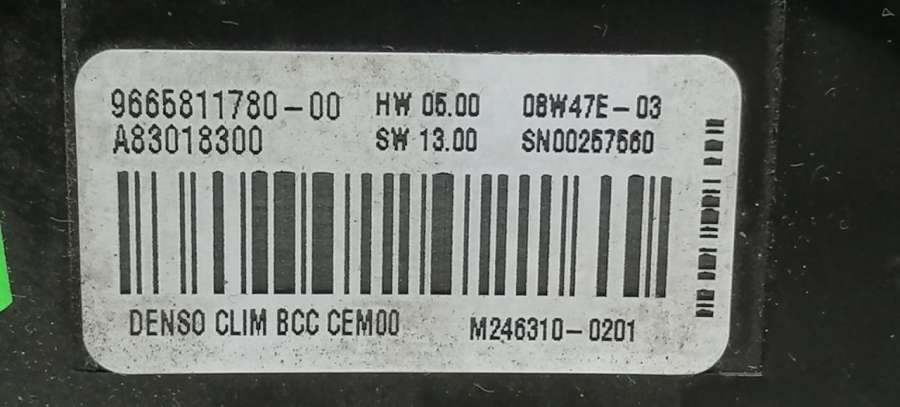 9665811780-00 HW 05.00 08W47E-03
A83018300 SW 13.00 SN00257560
DENSO CLIM BCC CEM00 M246310-0201